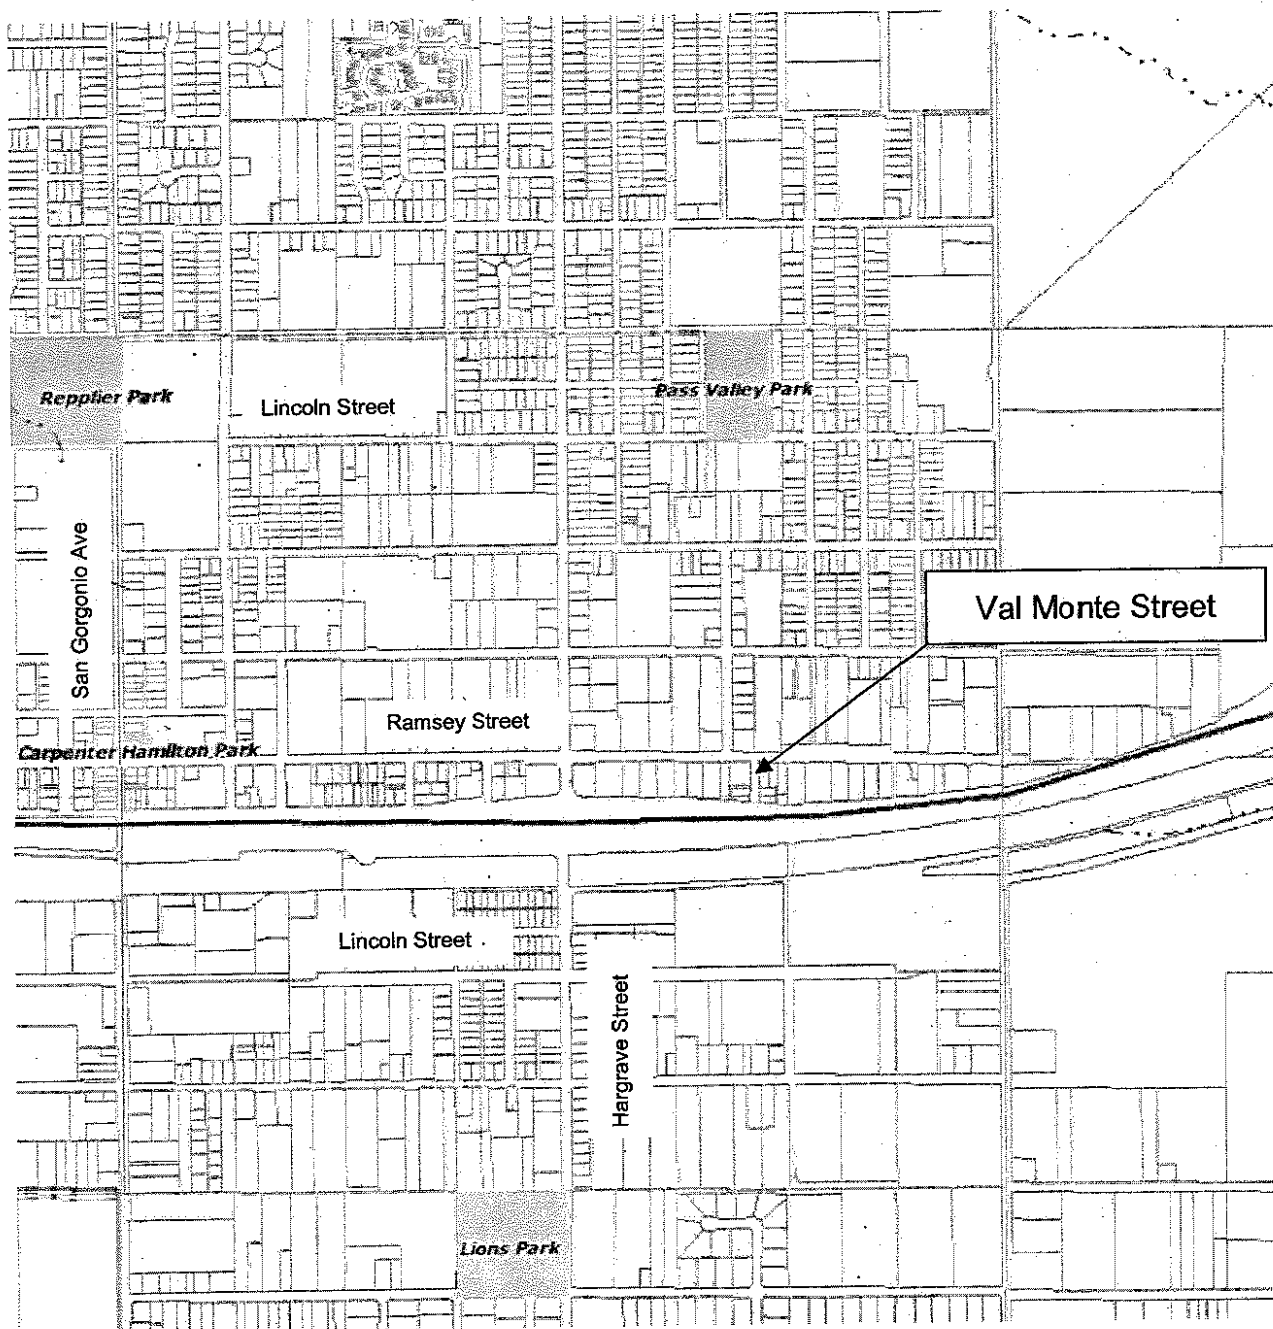 Repplier Park
Lincoln Street
Pass Valley Park
San Gorgonio Ave
Val Monte Street
Ramsey Street
Carpenter Hamilton Park
Lincoln Street
Hargrave Street
Lions Park